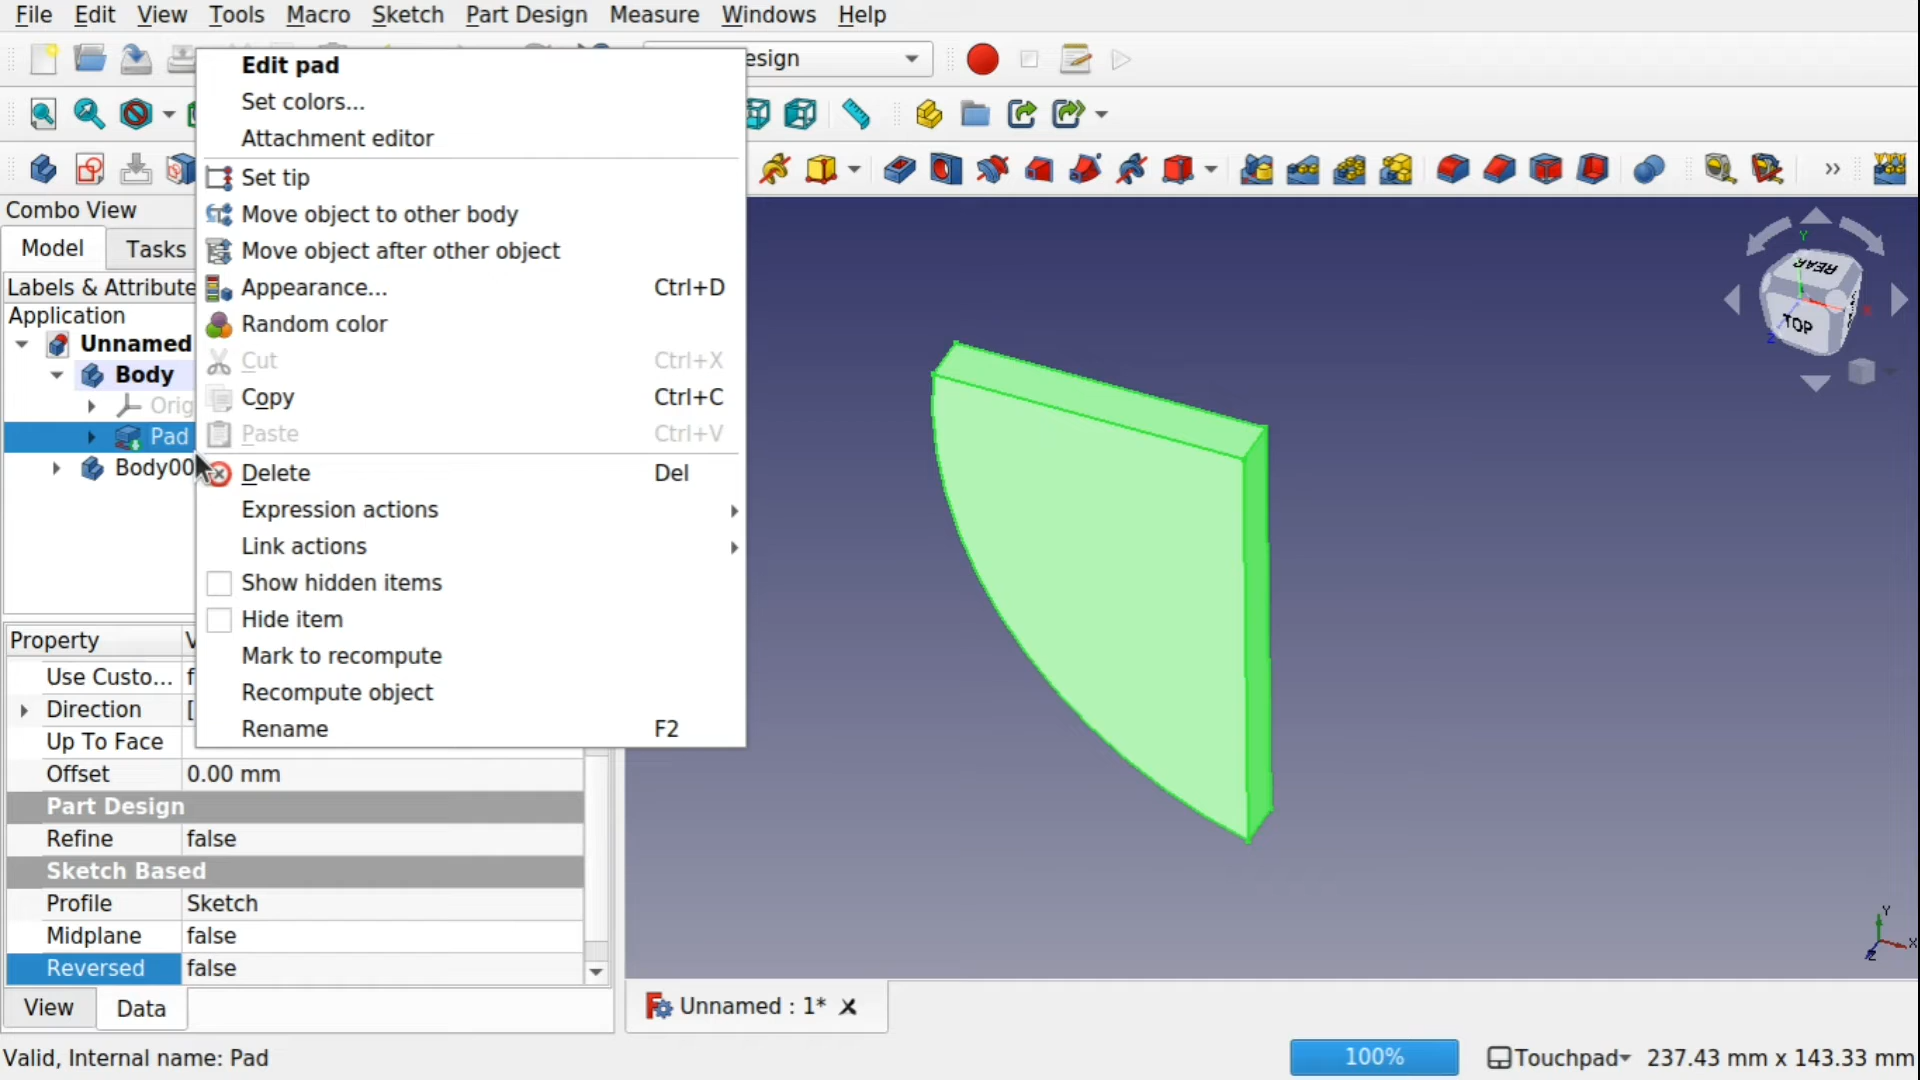 File Edit View Tools Macro Sketch Part Design Measure Windows Help
esign
Edit pad
Set colors...
Attachment editor
Set tip
Move object to other body
Move object after other object
Appearance... Ctrl+D
Random color
Cut Ctrl+X
Copy Ctrl+C
Paste Ctrl+V
Delete Del
Expression actions
Link actions
Show hidden items
Hide item
Mark to recompute
Recompute object
Rename F2
Combo View
Model Tasks
Labels & Attribute
Application
Unnamed
Body
Orig
Pad
Body00
Property V
Use Custo... f
Direction [
Up To Face
Offset 0.00 mm
Part Design
Refine false
Sketch Based
Profile Sketch
Midplane false
Reversed false
View Data
REAR
TOP
Y
X
Z
Y
X
Z
Unnamed : 1*
Valid, Internal name: Pad
100% Touchpad 237.43 mm x 143.33 mm